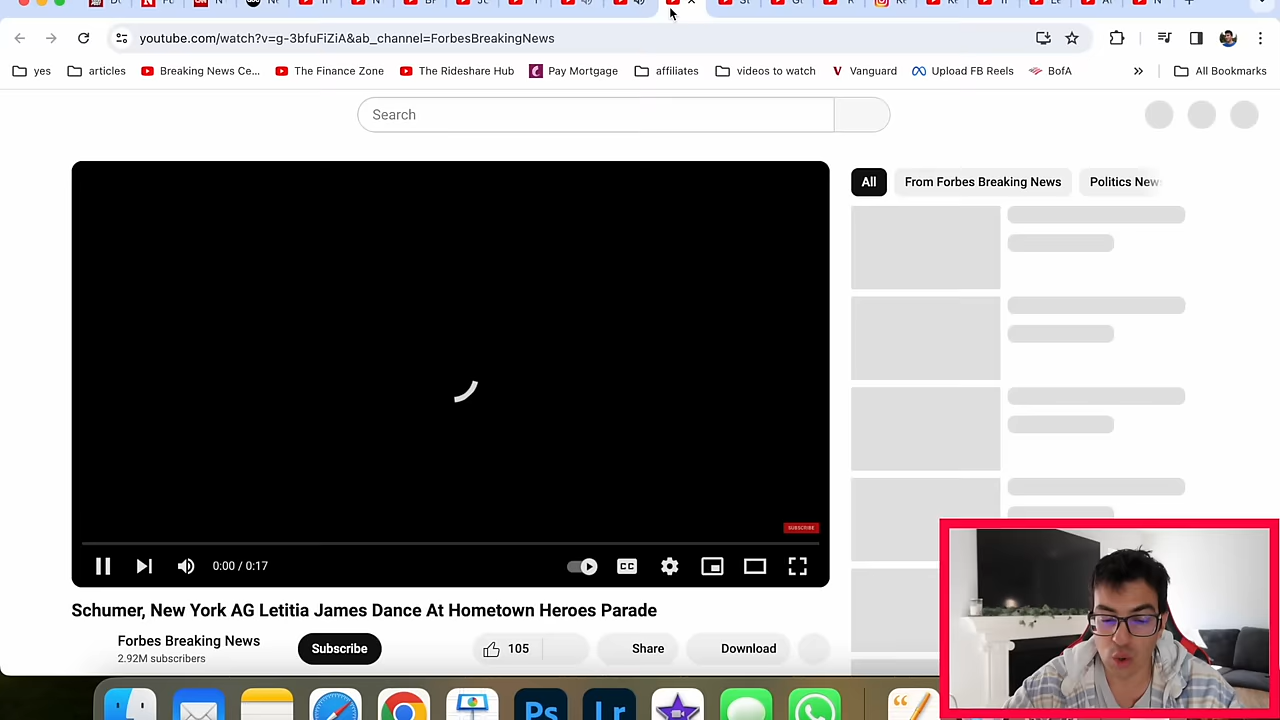 youtube.com/watch?v=g-3bfuFiZiA&ab_channel=ForbesBreakingNews
yes
articles
Breaking News Ce...
The Finance Zone
The Rideshare Hub
Pay Mortgage
affiliates
videos to watch
Vanguard
Upload FB Reels
BofA
All Bookmarks
Search
All
From Forbes Breaking News
Politics New
SUBSCRIBE
0:00 / 0:17
CC
Schumer, New York AG Letitia James Dance At Hometown Heroes Parade
Forbes Breaking News
2.92M subscribers
Subscribe
105
Share
Download
Ps
Lr